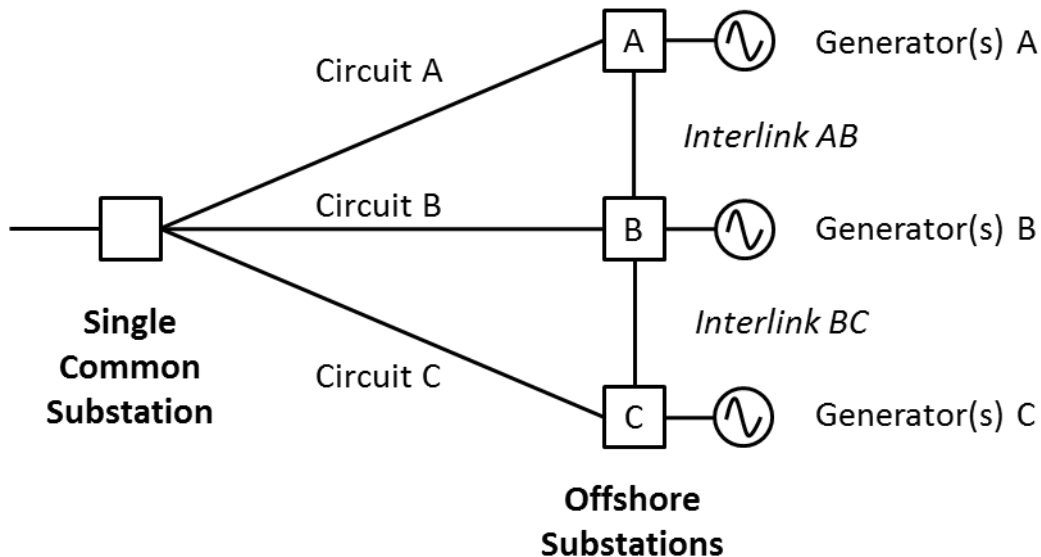 A
Generator(s) A
Circuit A
Interlink AB
Circuit B
B
Generator(s) B
Single
Common
Substation
Interlink BC
Circuit C
C
Generator(s) C
Offshore
Substations